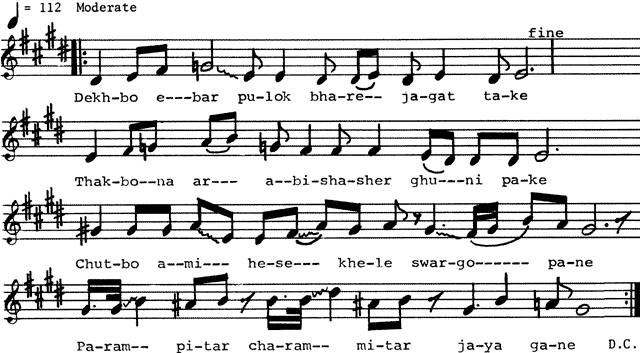 = 112 Moderate
fine
Dekh-bo e---bar pu-lok bha-re-- ja-gat ta-ke
Thak-bo--na ar--- a--bi-sha-sher ghu---ni pa-ke
Chut-bo a-mi--- he-se--- khe-le swar-go------ pa-ne
Pa-ram-- pi-tar cha-ram-- mi-tar ja-ya ga-ne D.C.